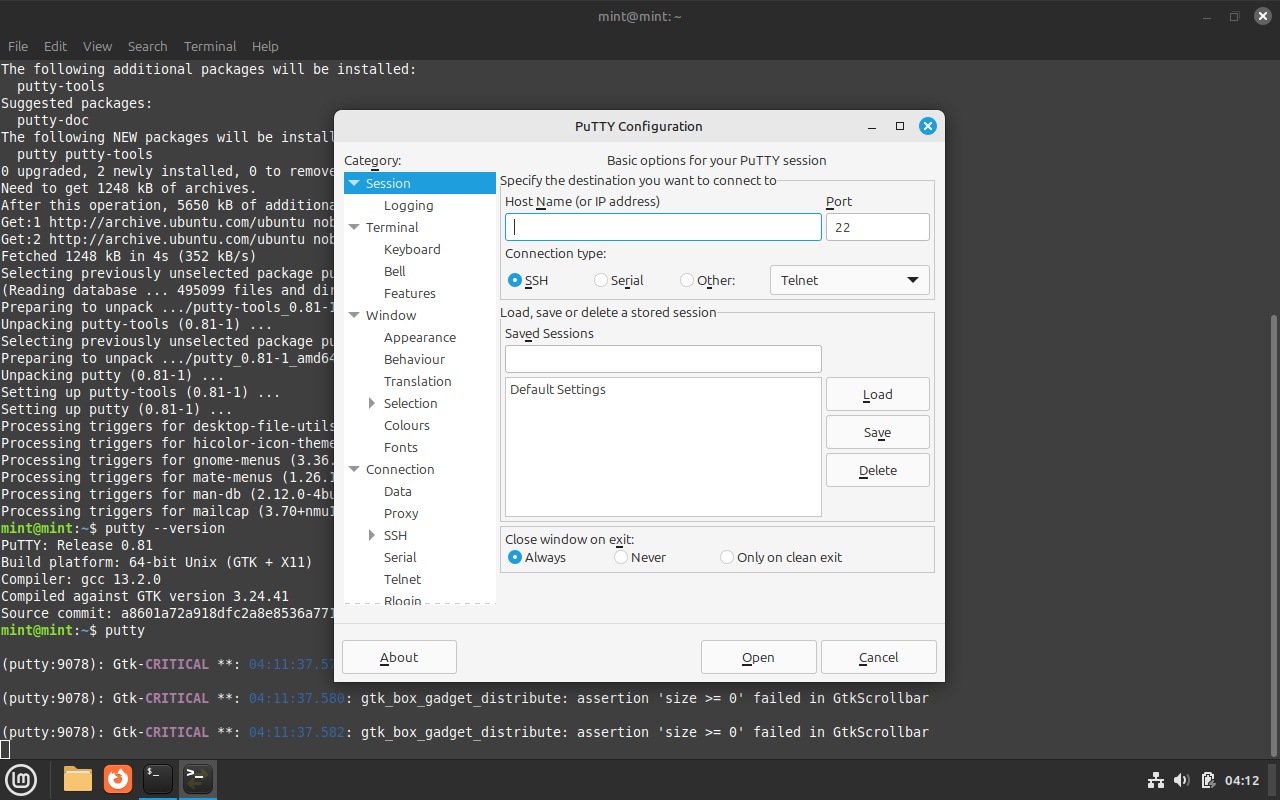 mint@mint: ~
File Edit View Search Terminal Help
The following additional packages will be installed:
putty-tools
Suggested packages:
putty-doc
The following NEW packages will be install
putty putty-tools
0 upgraded, 2 newly installed, 0 to remove
Need to get 1248 kB of archives.
After this operation, 5650 kB of additiona
Get:1 http://archive.ubuntu.com/ubuntu nob
Get:2 http://archive.ubuntu.com/ubuntu nob
Fetched 1248 kB in 4s (352 kB/s)
Selecting previously unselected package pu
(Reading database ... 495099 files and dir
Preparing to unpack .../putty-tools_0.81-1
Unpacking putty-tools (0.81-1) ...
Selecting previously unselected package pu
Preparing to unpack .../putty_0.81-1_amd64
Unpacking putty (0.81-1) ...
Setting up putty-tools (0.81-1) ...
Setting up putty (0.81-1) ...
Processing triggers for desktop-file-utils
Processing triggers for hicolor-icon-theme
Processing triggers for gnome-menus (3.36.
Processing triggers for mate-menus (1.26.1
Processing triggers for man-db (2.12.0-4bu
Processing triggers for mailcap (3.70+nmu1
mint@mint:~$ putty --version
PuTTY: Release 0.81
Build platform: 64-bit Unix (GTK + X11)
Compiler: gcc 13.2.0
Compiled against GTK version 3.24.41
Source commit: a8601a72a918dfc2a8e8536a771
mint@mint:~$ putty
(putty:9078): Gtk-CRITICAL **: 04:11:37.57
(putty:9078): Gtk-CRITICAL **: 04:11:37.580: gtk_box_gadget_distribute: assertion 'size >= 0' failed in GtkScrollbar
(putty:9078): Gtk-CRITICAL **: 04:11:37.582: gtk_box_gadget_distribute: assertion 'size >= 0' failed in GtkScrollbar
PuTTY Configuration
Category:
Session
Logging
Terminal
Keyboard
Bell
Features
Window
Appearance
Behaviour
Translation
Selection
Colours
Fonts
Connection
Data
Proxy
SSH
Serial
Telnet
Rlogin
Basic options for your PuTTY session
Specify the destination you want to connect to
Host Name (or IP address) Port
22
Connection type:
SSH Serial Other: Telnet
Load, save or delete a stored session
Saved Sessions
Default Settings
Load
Save
Delete
Close window on exit:
Always Never Only on clean exit
About Open Cancel
04:12